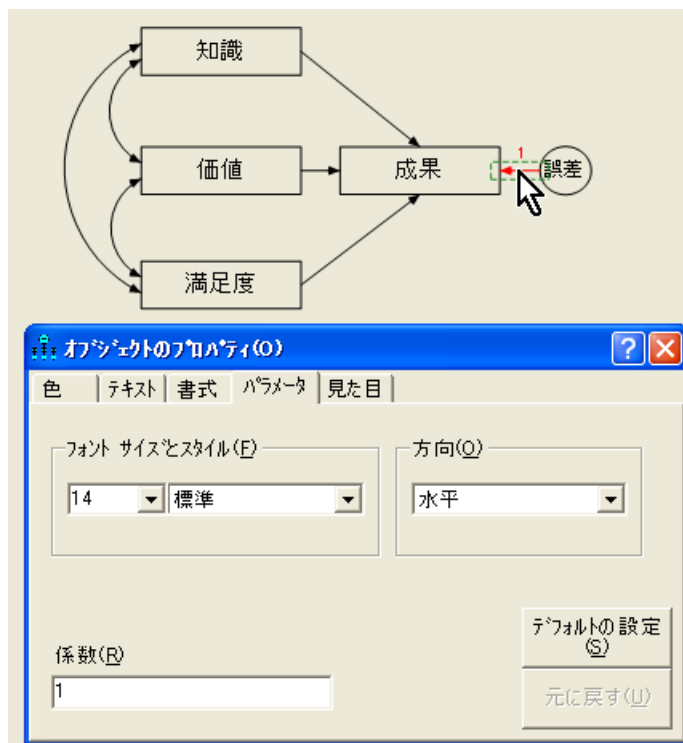 知識
価値
成果
1
誤差
満足度
オブジェクトのプロパティ(O)
色
テキスト
書式
パラメータ
見た目
フォント サイズとスタイル(F)
方向(O)
14
標準
水平
デフォルトの設定
(S)
係数(R)
1
元に戻す(U)